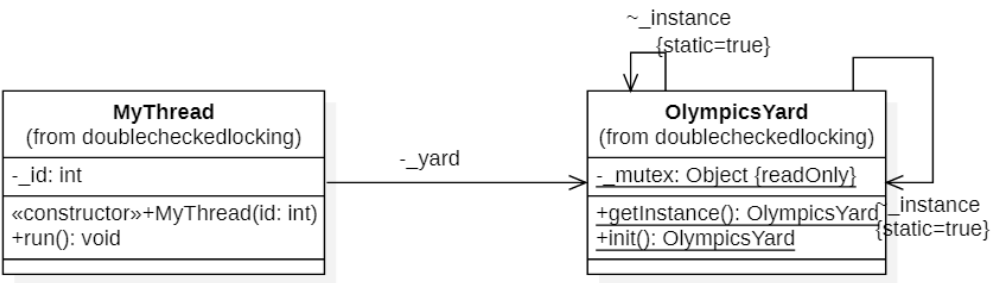 ~_instance
{static=true}
MyThread
(from doublecheckedlocking)
-_id: int
«constructor»+MyThread(id: int)
+run(): void
-_yard
OlympicsYard
(from doublecheckedlocking)
-_mutex: Object {readOnly}
+getInstance(): OlympicsYard
+init(): OlympicsYard
~_instance
{static=true}